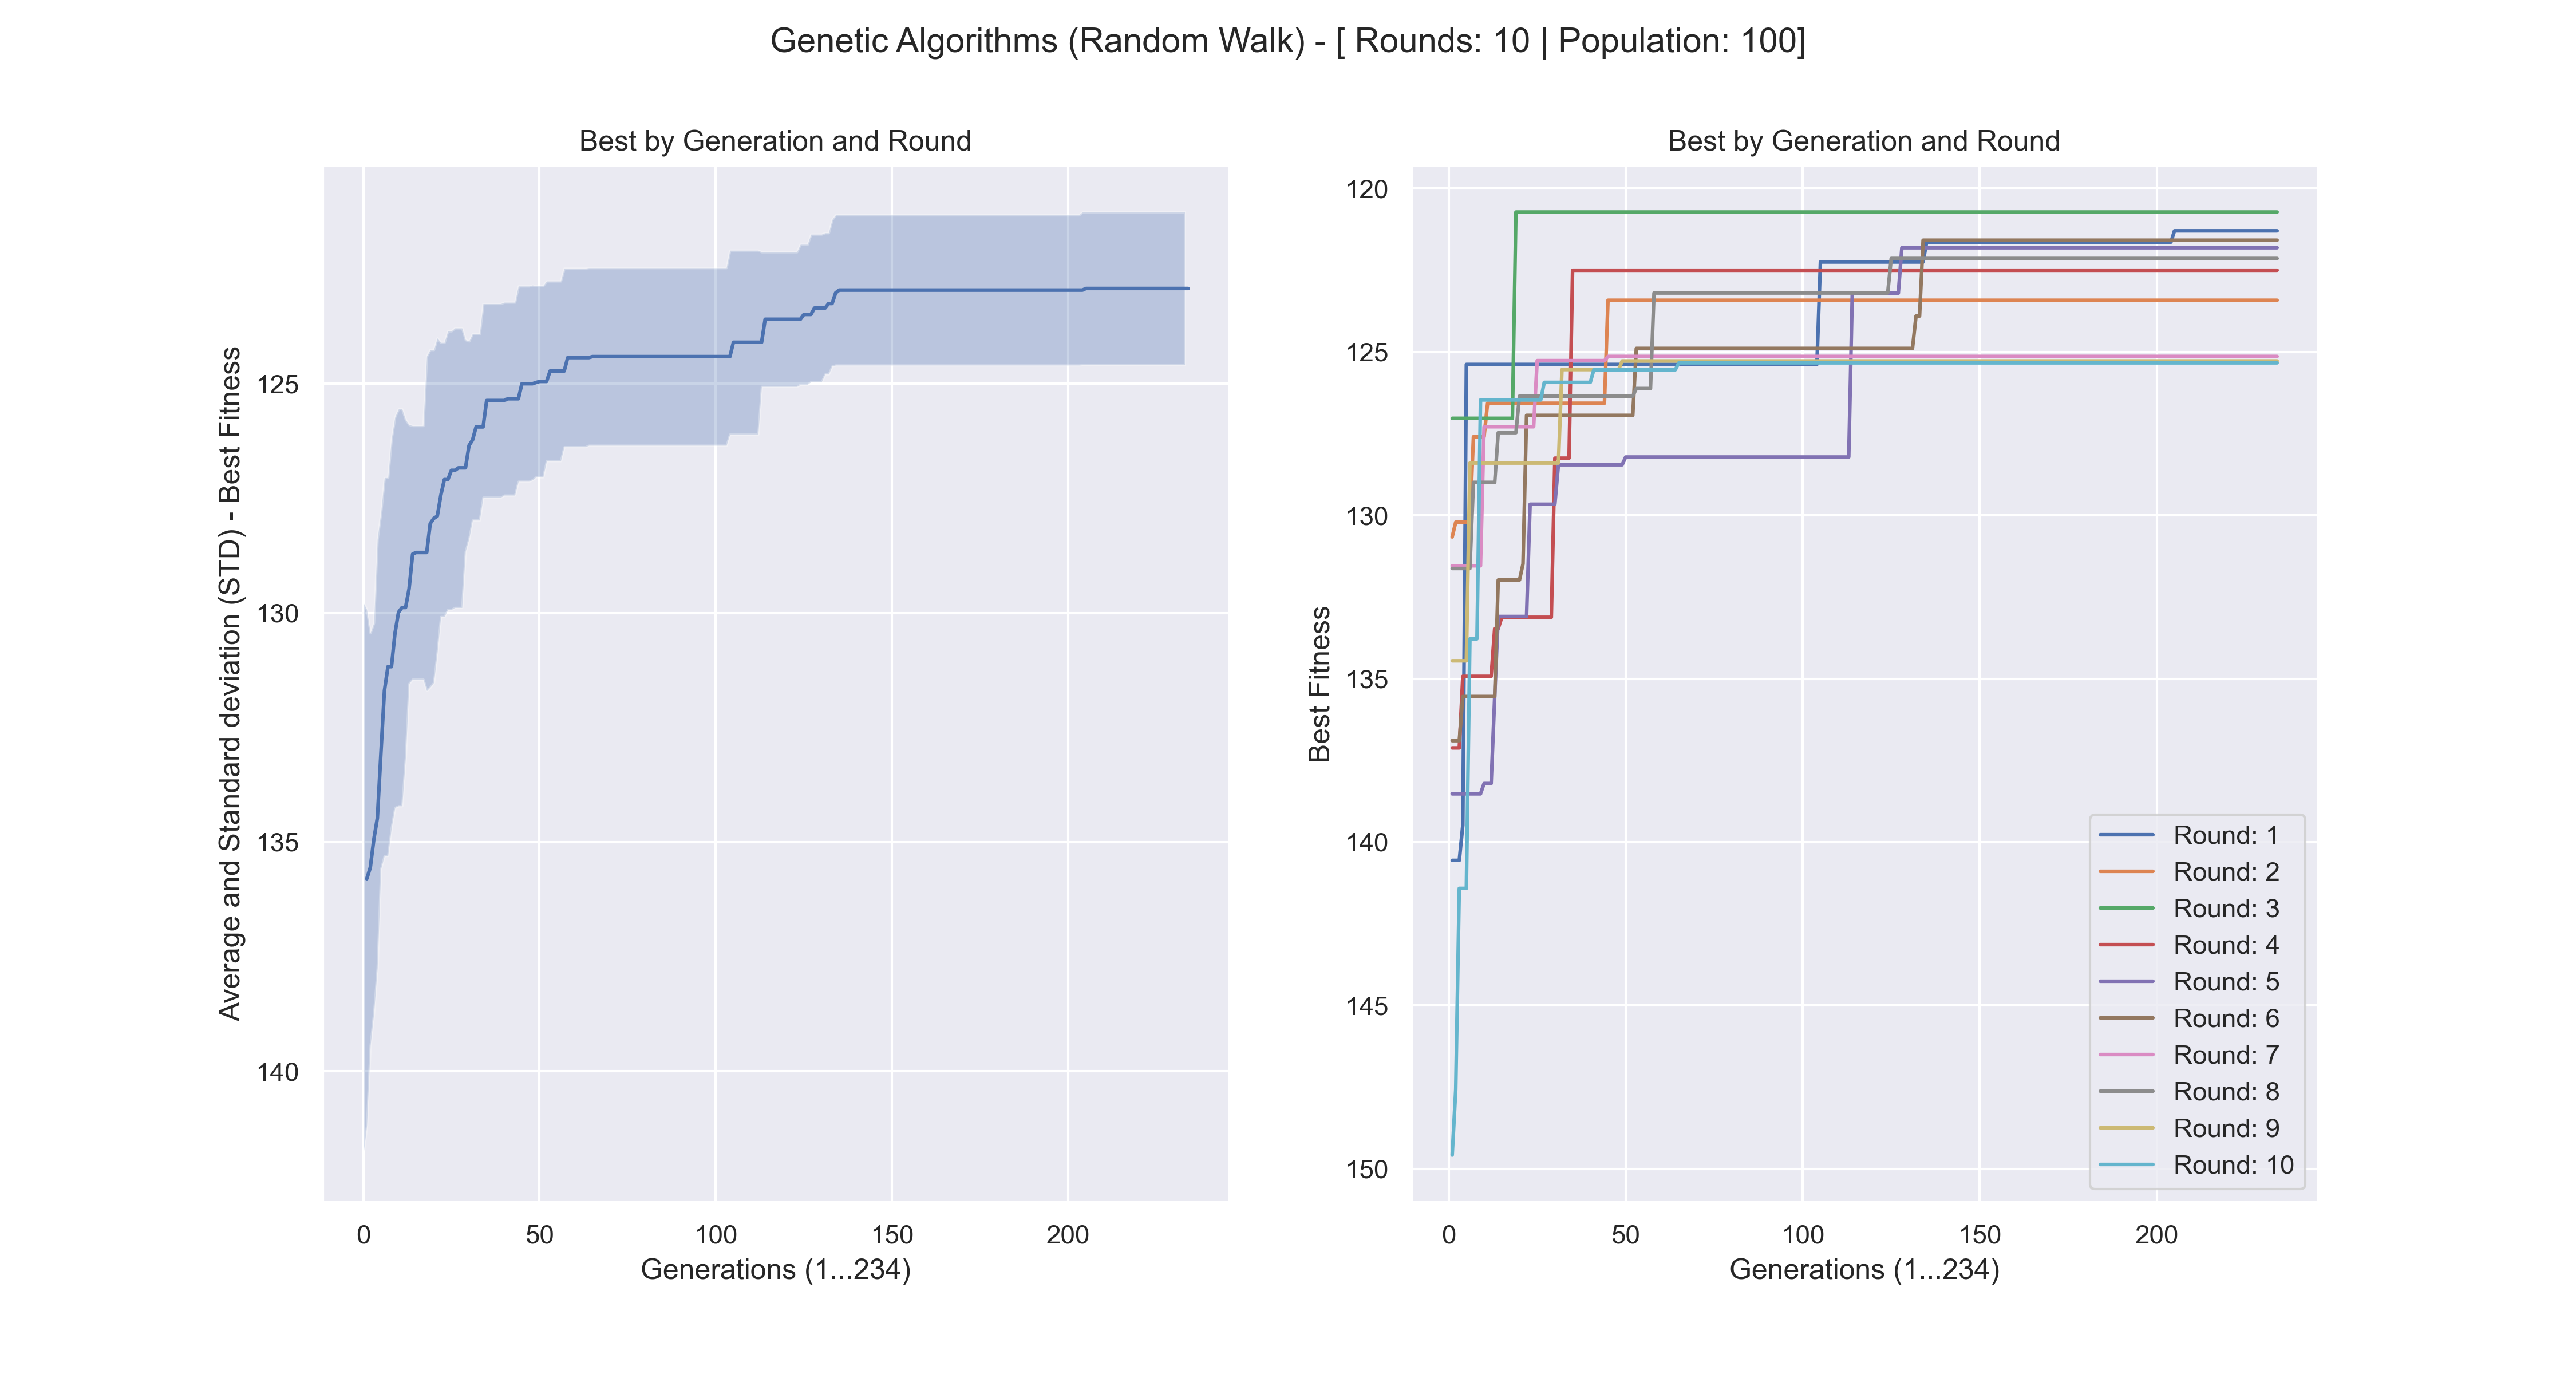 Genetic Algorithms (Random Walk) - [ Rounds: 10 | Population: 100]
Best by Generation and Round
Average and Standard deviation (STD) - Best Fitness
125
130
135
140
0
50
100
150
200
Generations (1...234)
Best by Generation and Round
Best Fitness
120
125
130
135
140
145
150
0
50
100
150
200
Generations (1...234)
Round: 1
Round: 2
Round: 3
Round: 4
Round: 5
Round: 6
Round: 7
Round: 8
Round: 9
Round: 10